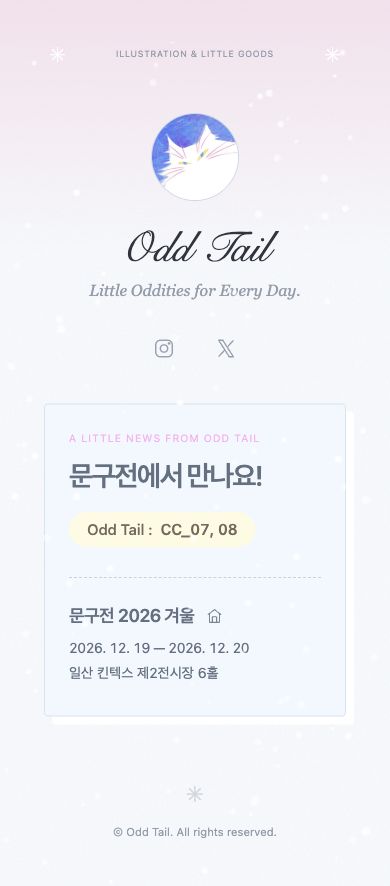 ILLUSTRATION & LITTLE GOODS
Odd Tail
Little Oddities for Every Day.
A LITTLE NEWS FROM ODD TAIL
문구전에서 만나요!
Odd Tail : CC_07, 08
문구전 2026 겨울
2026. 12. 19 — 2026. 12. 20
일산 킨텍스 제2전시장 6홀
© Odd Tail. All rights reserved.